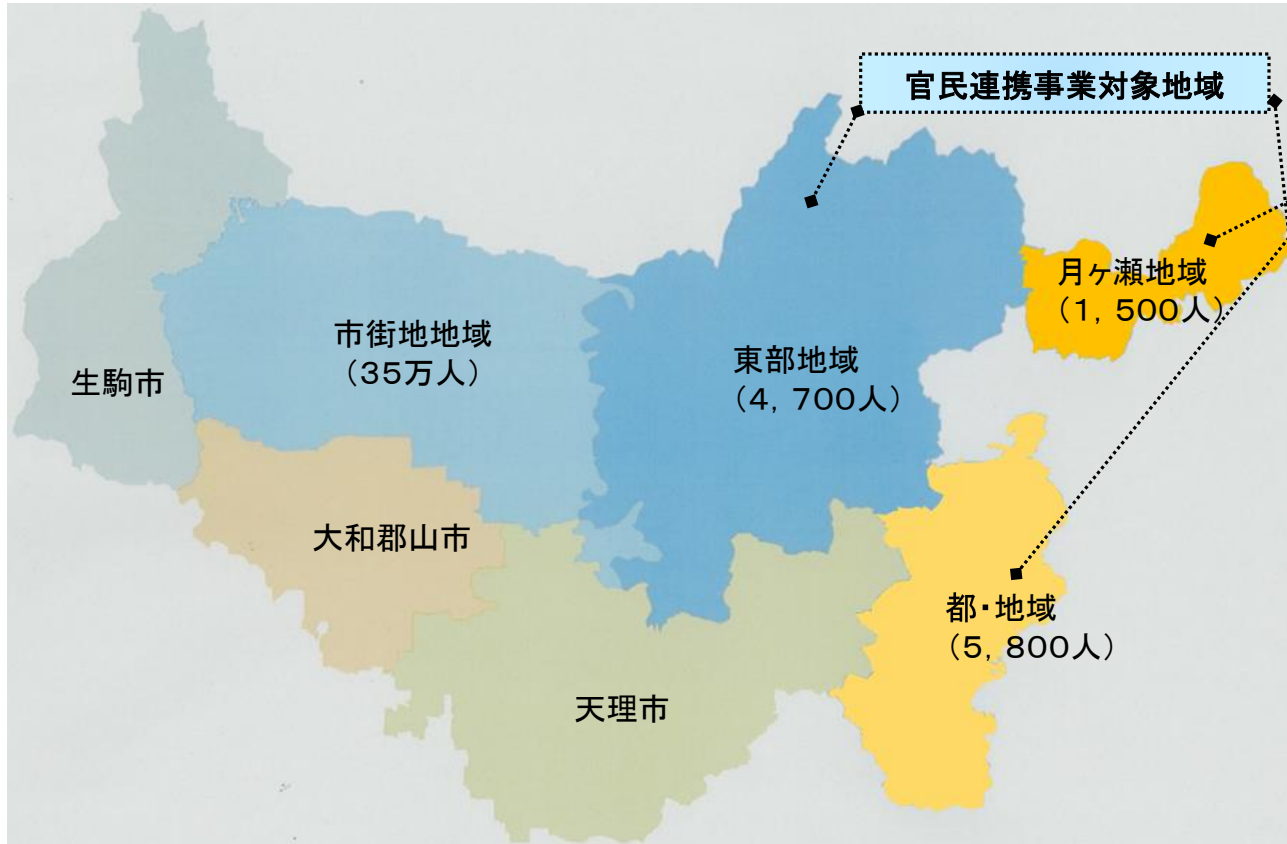 官民連携事業対象地域
月ヶ瀬地域
（1，500人）
市街地地域
（35万人）
東部地域
（4，700人）
生駒市
大和郡山市
都・地域
（5，800人）
天理市